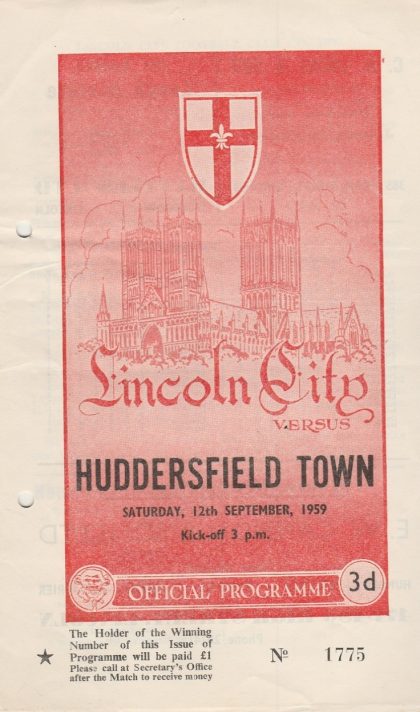 Lincoln City
VERSUS
HUDDERSFIELD TOWN
SATURDAY, 12th SEPTEMBER, 1959
Kick-off 3 p.m.
OFFICIAL PROGRAMME 3d
The Holder of the Winning
Number of this Issue of
★ Programme will be paid £1
Please call at Secretary's Office
after the Match to receive money
No 1775